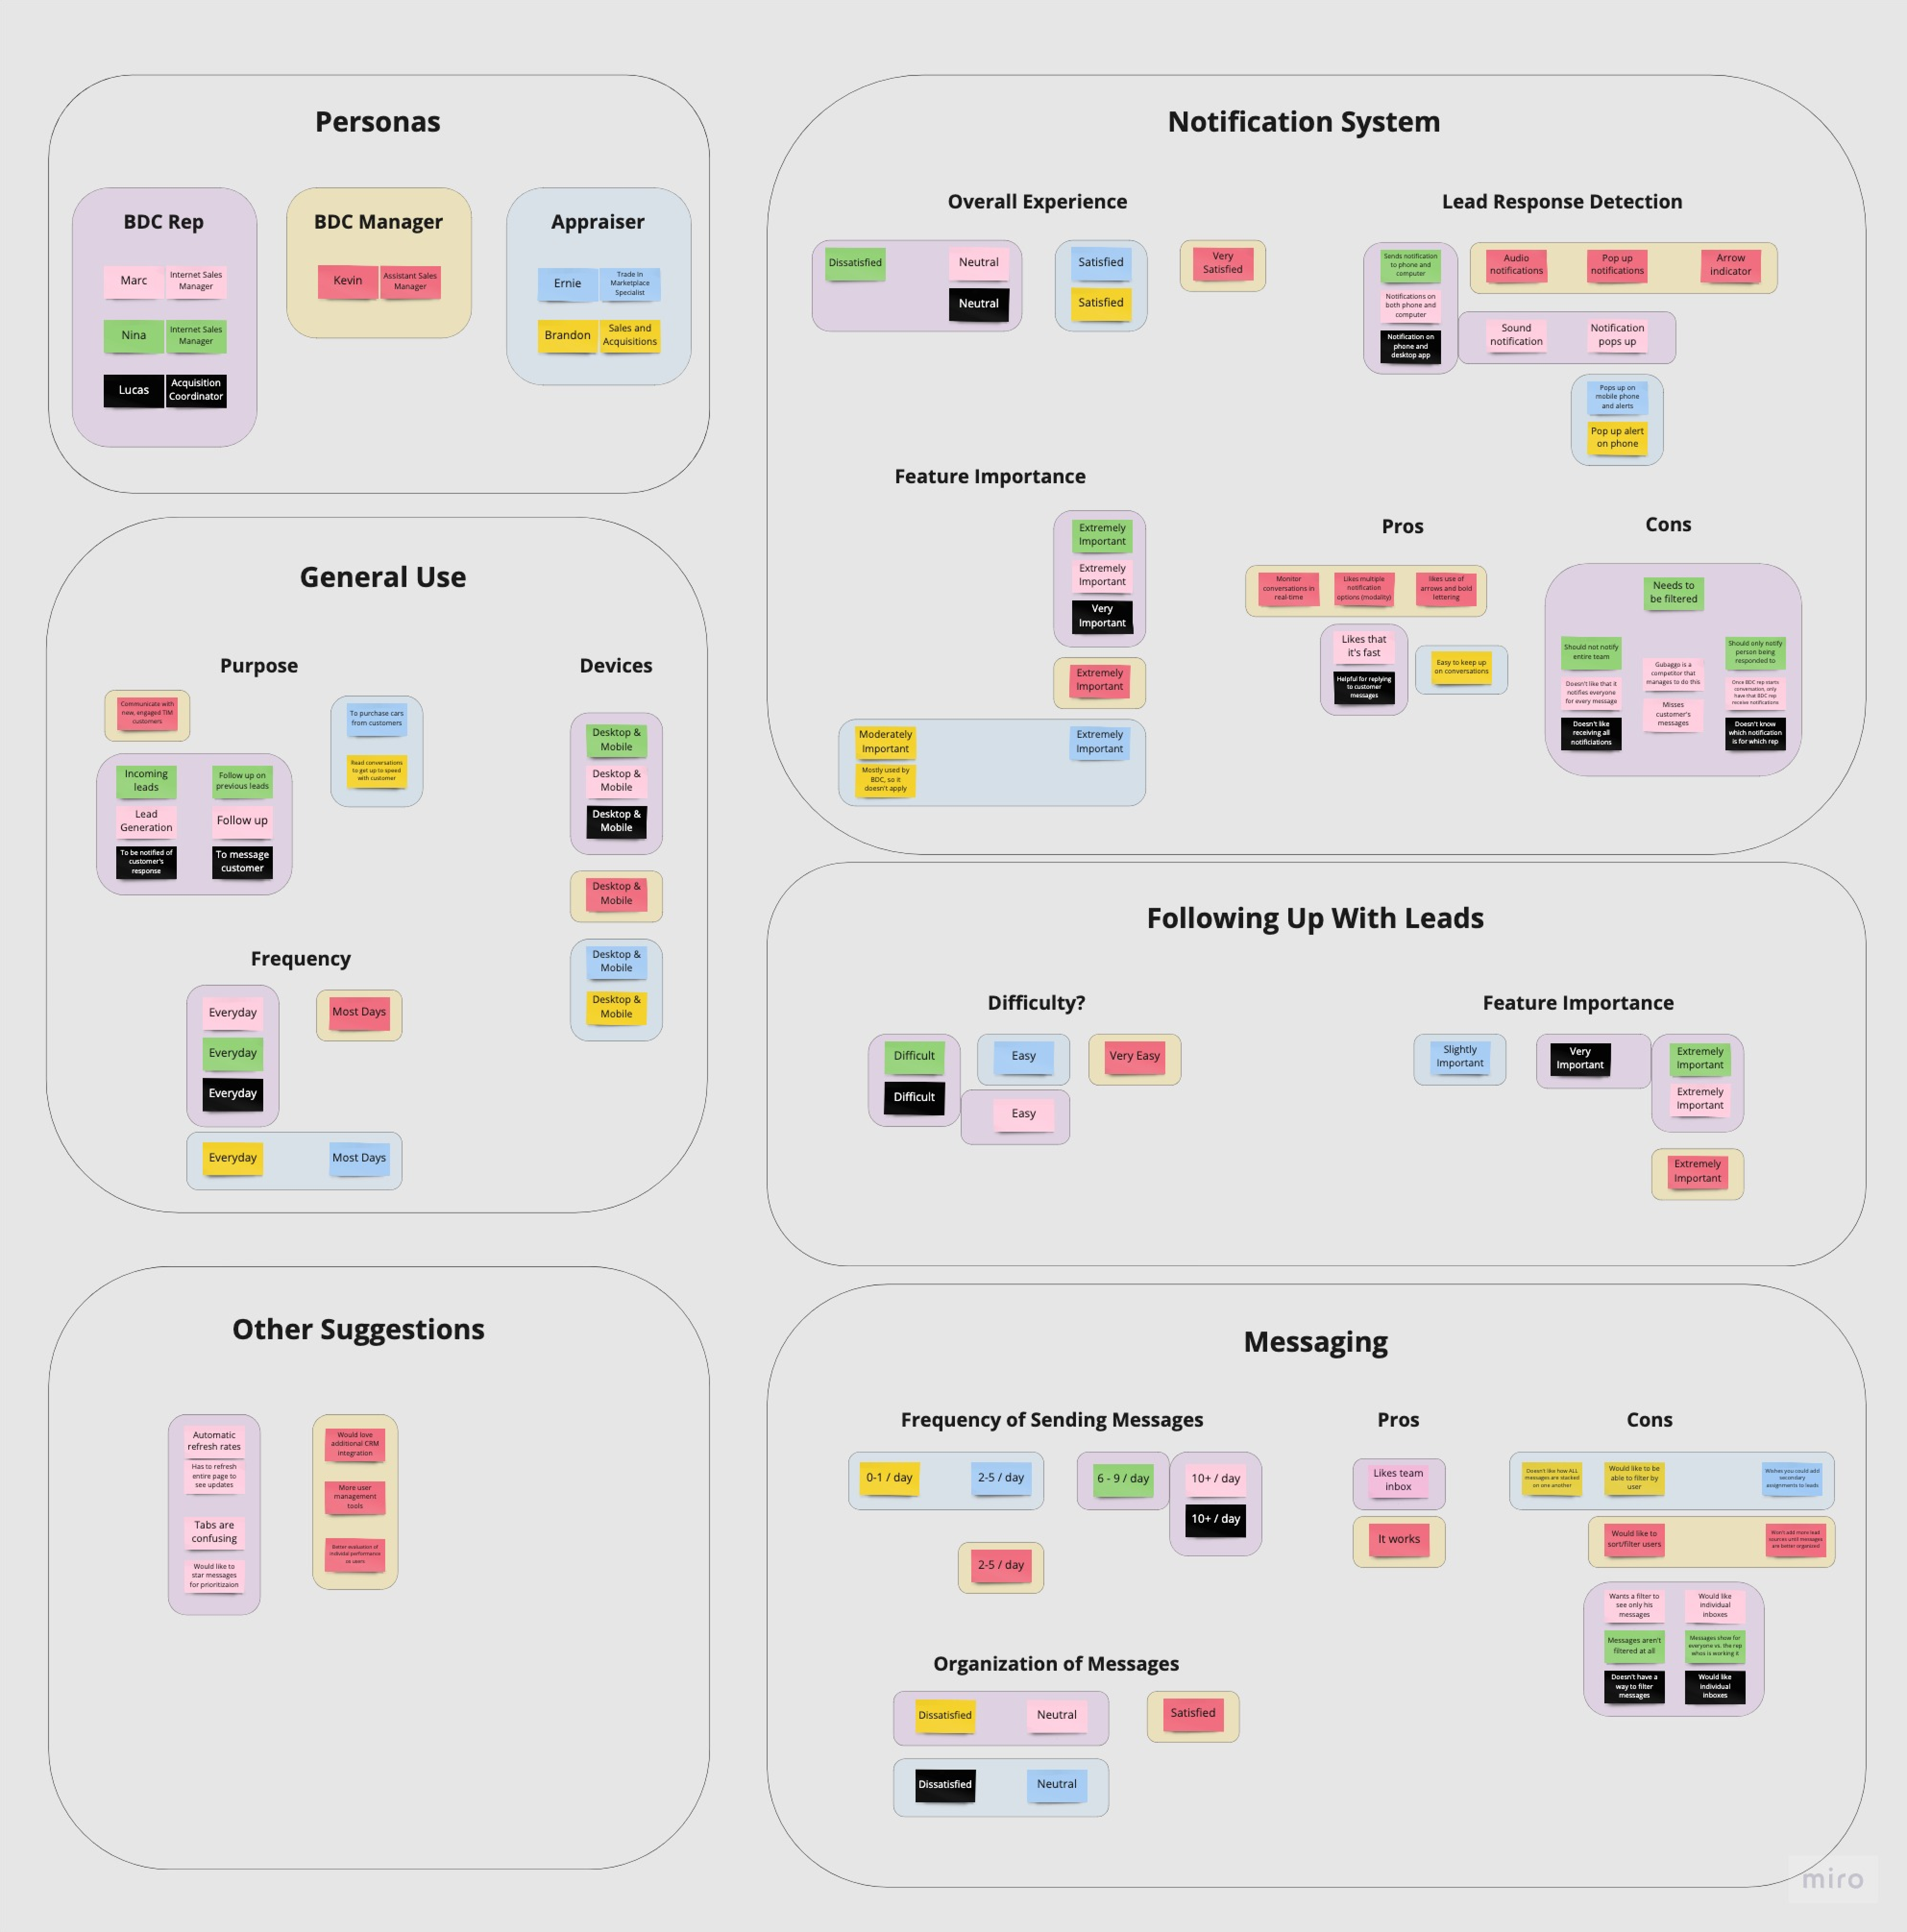 Personas
BDC Rep
Marc
Internet Sales
Manager
Nina
Internet Sales
Manager
Lucas
Acquisition
Coordinator
BDC Manager
Kevin
Assistant Sales
Manager
Appraiser
Ernie
Trade In
Marketplace
Specialist
Brandon
Sales and
Acquisitions
General Use
Purpose
Communicate with
new, engaged TIM
customers
Incoming
leads
Follow up on
previous leads
Lead
Generation
Follow up
To be notified of
customer's
response
To message
customer
To purchase cars
from customers
Read conversations
to get up to speed
with customer
Devices
Desktop &
Mobile
Desktop &
Mobile
Desktop &
Mobile
Desktop &
Mobile
Desktop &
Mobile
Desktop &
Mobile
Frequency
Everyday
Everyday
Everyday
Most Days
Everyday
Most Days
Other Suggestions
Automatic
refresh rates
Has to refresh
entire page to
see updates
Tabs are
confusing
Would like to
star messages
for prioritizaion
Would love
additional CRM
integration
More user
management
tools
Better evaluation of
individual performance
os users
Notification System
Overall Experience
Dissatisfied
Neutral
Neutral
Satisfied
Satisfied
Very
Satisfied
Lead Response Detection
Sends notification
to phone and
computer
Notifications on
both phone and
computer
Notification on
phone and
desktop app
Audio
notifications
Pop up
notifications
Arrow
indicator
Sound
notification
Notification
pops up
Pops up on
mobile phone
and alerts
Pop up alert
on phone
Feature Importance
Extremely
Important
Extremely
Important
Very
Important
Extremely
Important
Moderately
Important
Mostly used by
BDC, so it
doesn't apply
Extremely
Important
Pros
Monitor
conversations in
real-time
Likes multiple
notification
options (modality)
likes use of
arrows and bold
lettering
Likes that
it's fast
Helpful for replying
to customer
messages
Easy to keep up
on conversations
Cons
Needs to
be filtered
Should not notify
entire team
Doesn't like that it
notifies everyone
for every message
Doesn't like
receiving all
notificiations
Gubaggo is a
competitor that
manages to do this
Misses
customer's
messages
Should only notify
person being
responded to
Once BDC rep starts
conversation, only
have that BDC rep
receive notifications
Doesn't know
which notification
is for which rep
Following Up With Leads
Difficulty?
Difficult
Difficult
Easy
Easy
Very Easy
Feature Importance
Slightly
Important
Very
Important
Extremely
Important
Extremely
Important
Extremely
Important
Messaging
Frequency of Sending Messages
0-1 / day
2-5 / day
6 - 9 / day
10+ / day
10+ / day
2-5 / day
Organization of Messages
Dissatisfied
Neutral
Satisfied
Dissatisfied
Neutral
Pros
Likes team
inbox
It works
Cons
Doesn't like how ALL
messages are stacked
on one another
Would like to be
able to filter by
user
Wishes you could add
secondary
assignments to leads
Would like to
sort/filter users
Won't add more lead
sources until messages
are better organized
Wants a filter to
see only his
messages
Would like
individual
inboxes
Messages aren't
filtered at all
Messages show for
everyone vs. the rep
whos is working it
Doesn't have a
way to filter
messages
Would like
individual
inboxes
miro